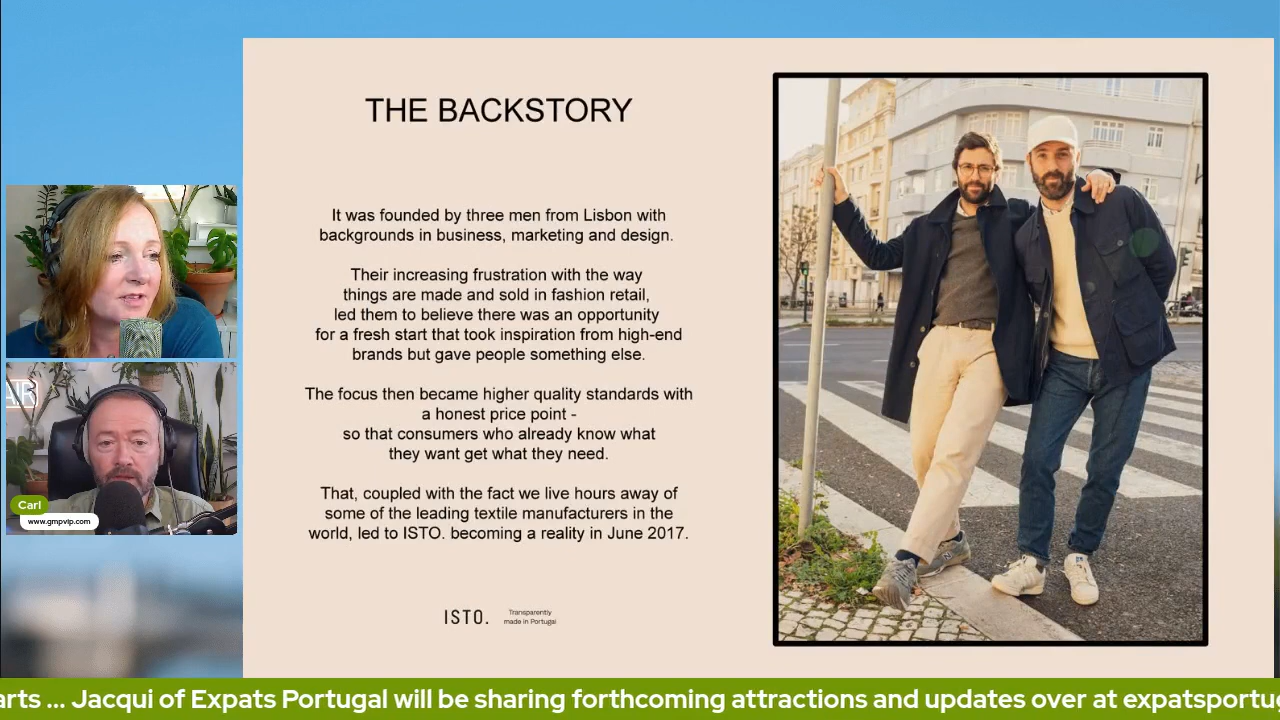 THE BACKSTORY
It was founded by three men from Lisbon with
backgrounds in business, marketing and design.
Their increasing frustration with the way
things are made and sold in fashion retail,
led them to believe there was an opportunity
for a fresh start that took inspiration from high-end
brands but gave people something else.
The focus then became higher quality standards with
a honest price point -
so that consumers who already know what
they want get what they need.
That, coupled with the fact we live hours away of
some of the leading textile manufacturers in the
world, led to ISTO. becoming a reality in June 2017.
ISTO.
Transparently
made in Portugal
AIR
Carl
www.gmpvip.com
arts ... Jacqui of Expats Portugal will be sharing forthcoming attractions and updates over at expatsportug